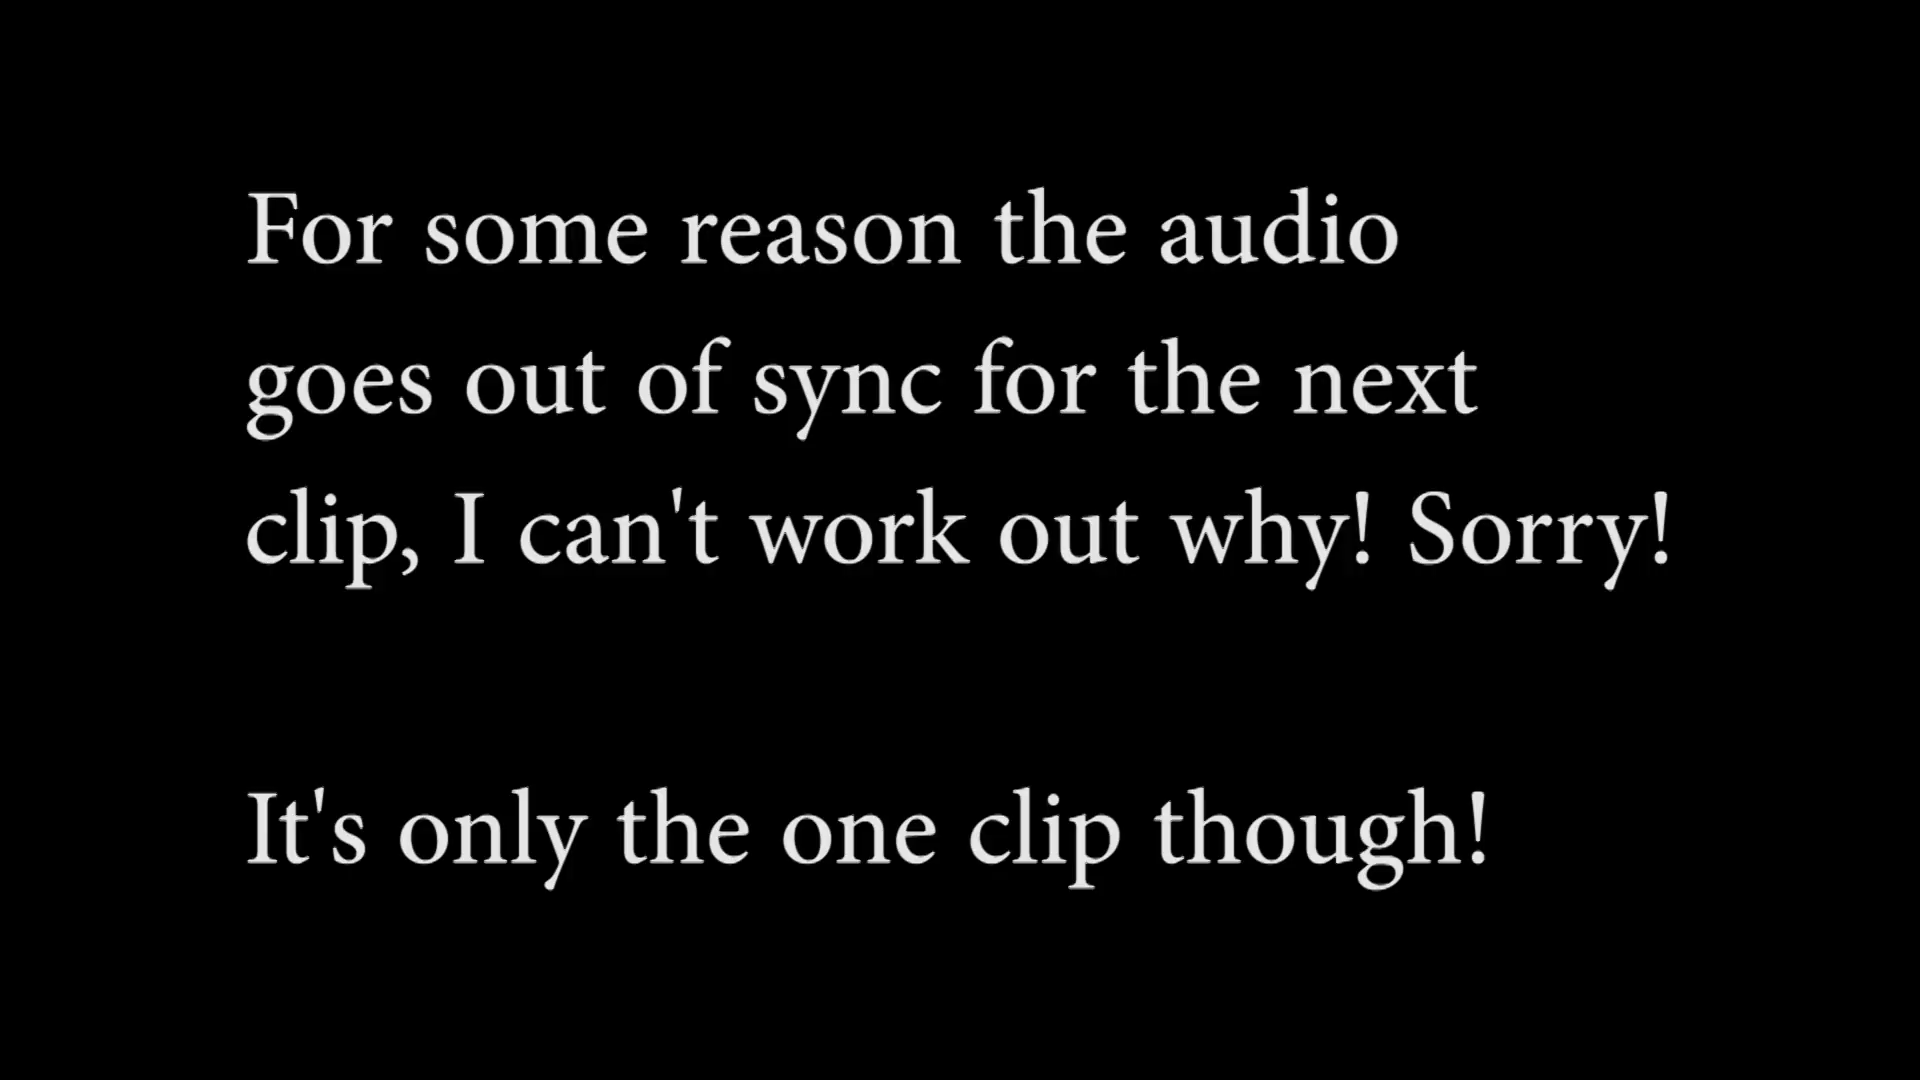 For some reason the audio
goes out of sync for the next
clip, I can't work out why! Sorry!
It's only the one clip though!